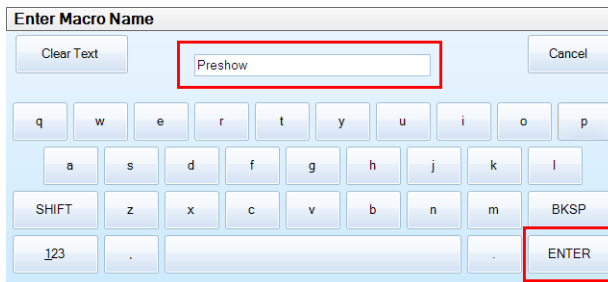 Enter Macro Name
Clear Text
Preshow
Cancel
q w e r t y u i o p
a s d f g h j k l
SHIFT z x c v b n m BKSP
123 , . ENTER